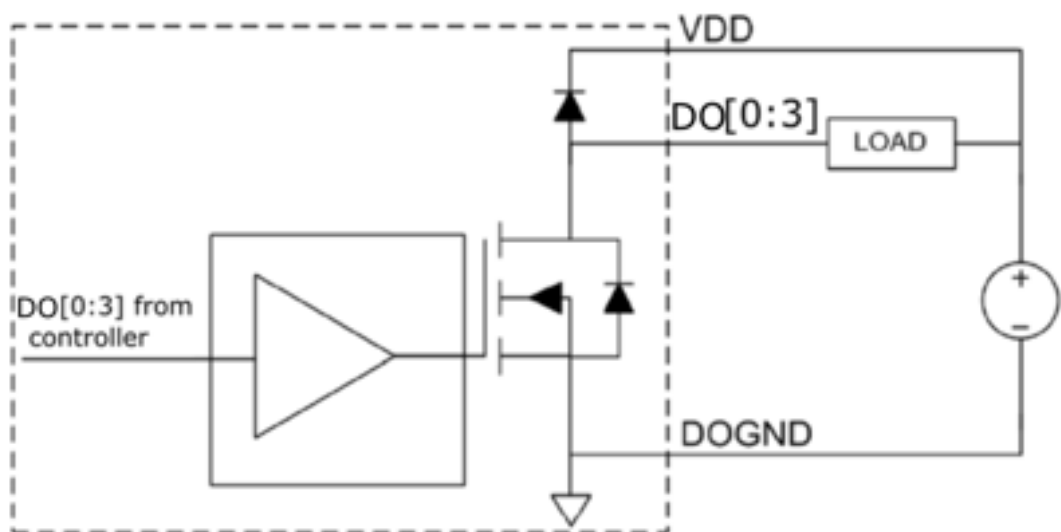 VDD
DO[0:3]
LOAD
DO[0:3] from
controller
+
−
DOGND